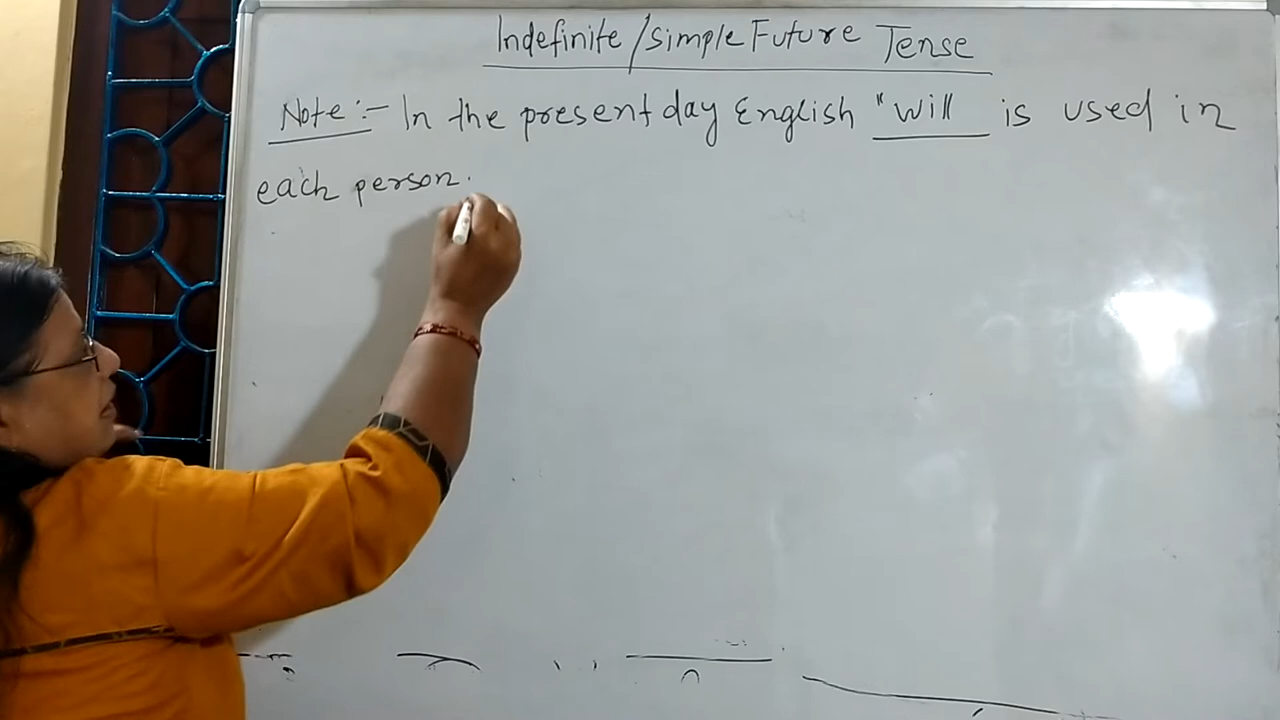 Indefinite/Simple Future Tense
Note:- In the present day English "will is used in
each person.